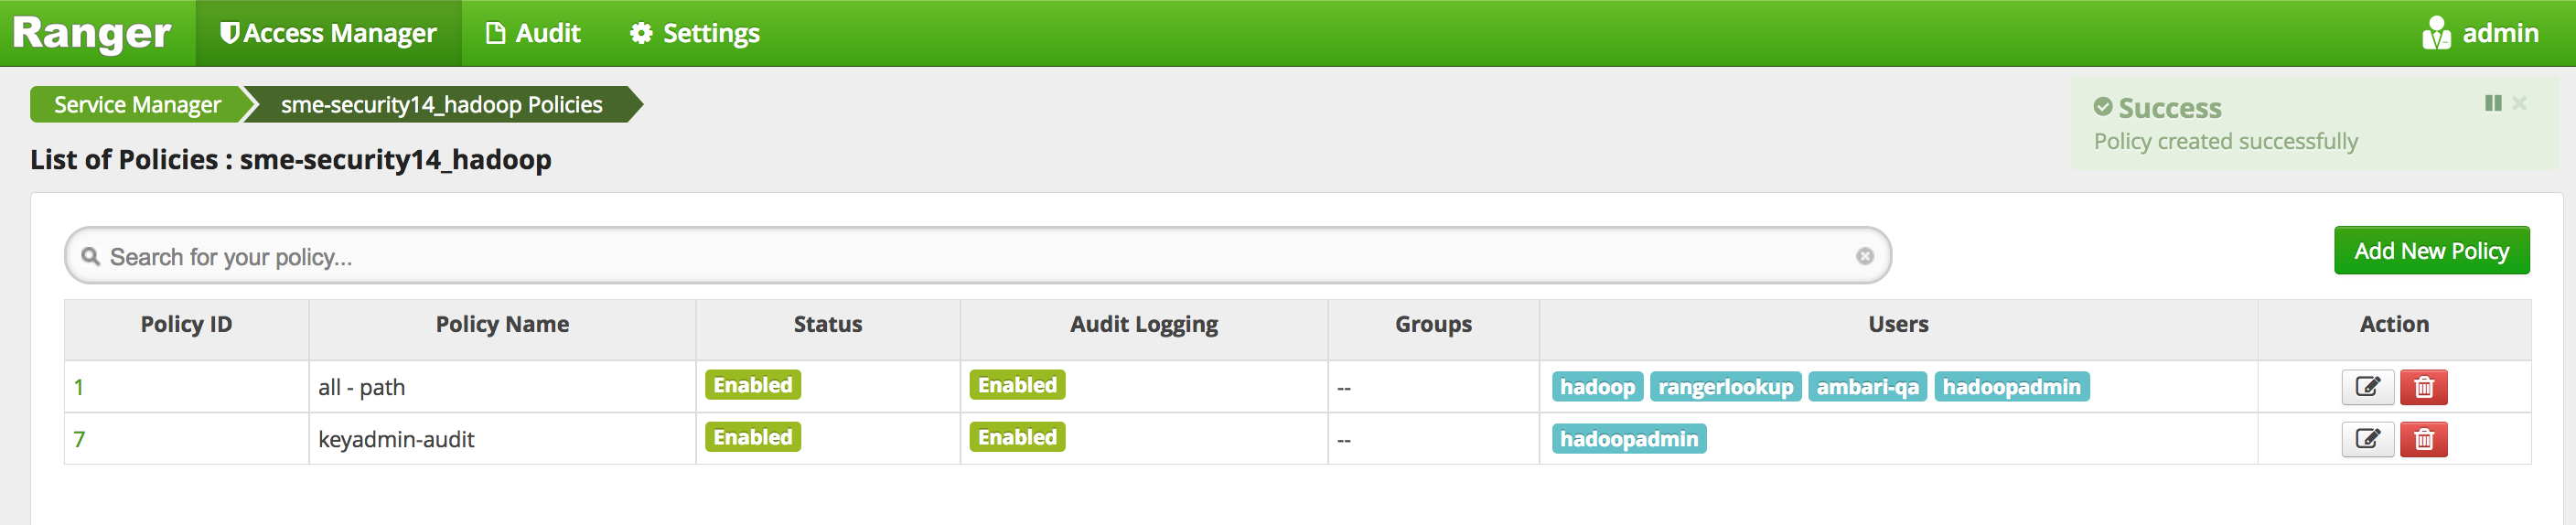 Ranger Access Manager Audit Settings admin
Service Manager sme-security14_hadoop Policies
Success
Policy created successfully
List of Policies : sme-security14_hadoop
Search for your policy...
Add New Policy
Policy ID Policy Name Status Audit Logging Groups Users Action
1 all - path Enabled Enabled -- hadoop rangerlookup ambari-qa hadoopadmin
7 keyadmin-audit Enabled Enabled -- hadoopadmin